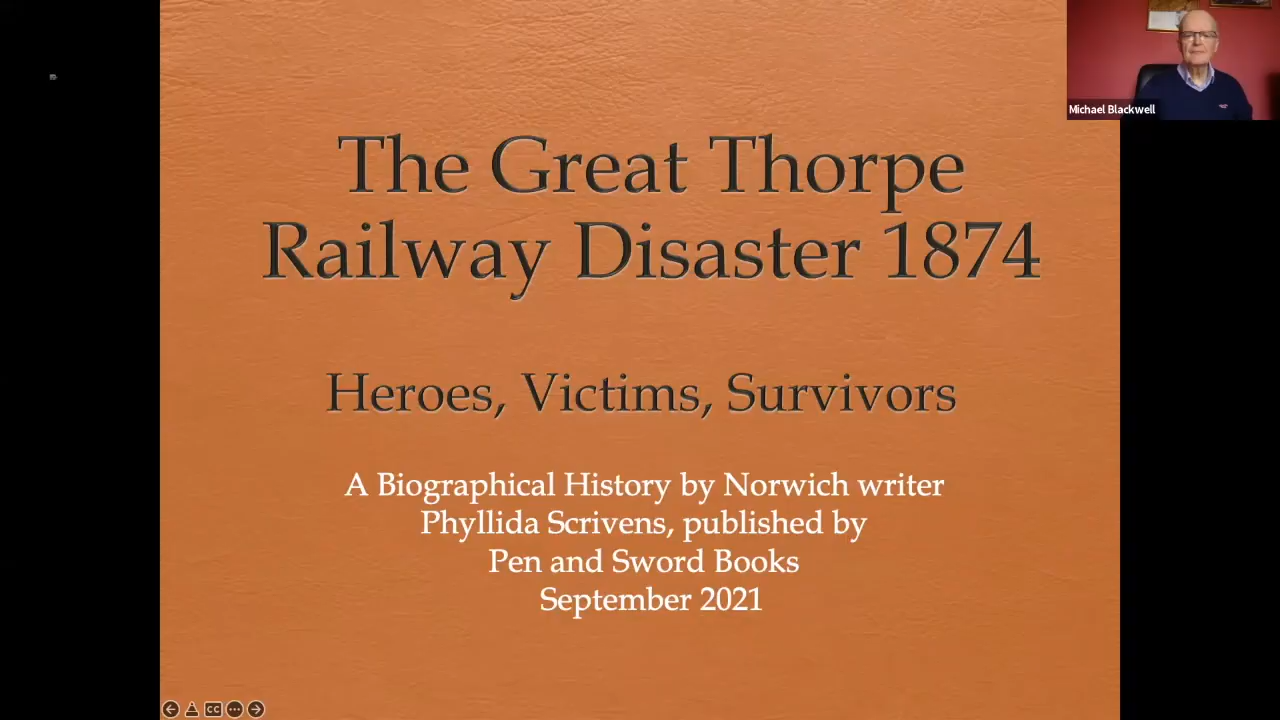 Michael Blackwell
The Great Thorpe
Railway Disaster 1874
Heroes, Victims, Survivors
A Biographical History by Norwich writer
Phyllida Scrivens, published by
Pen and Sword Books
September 2021
CC